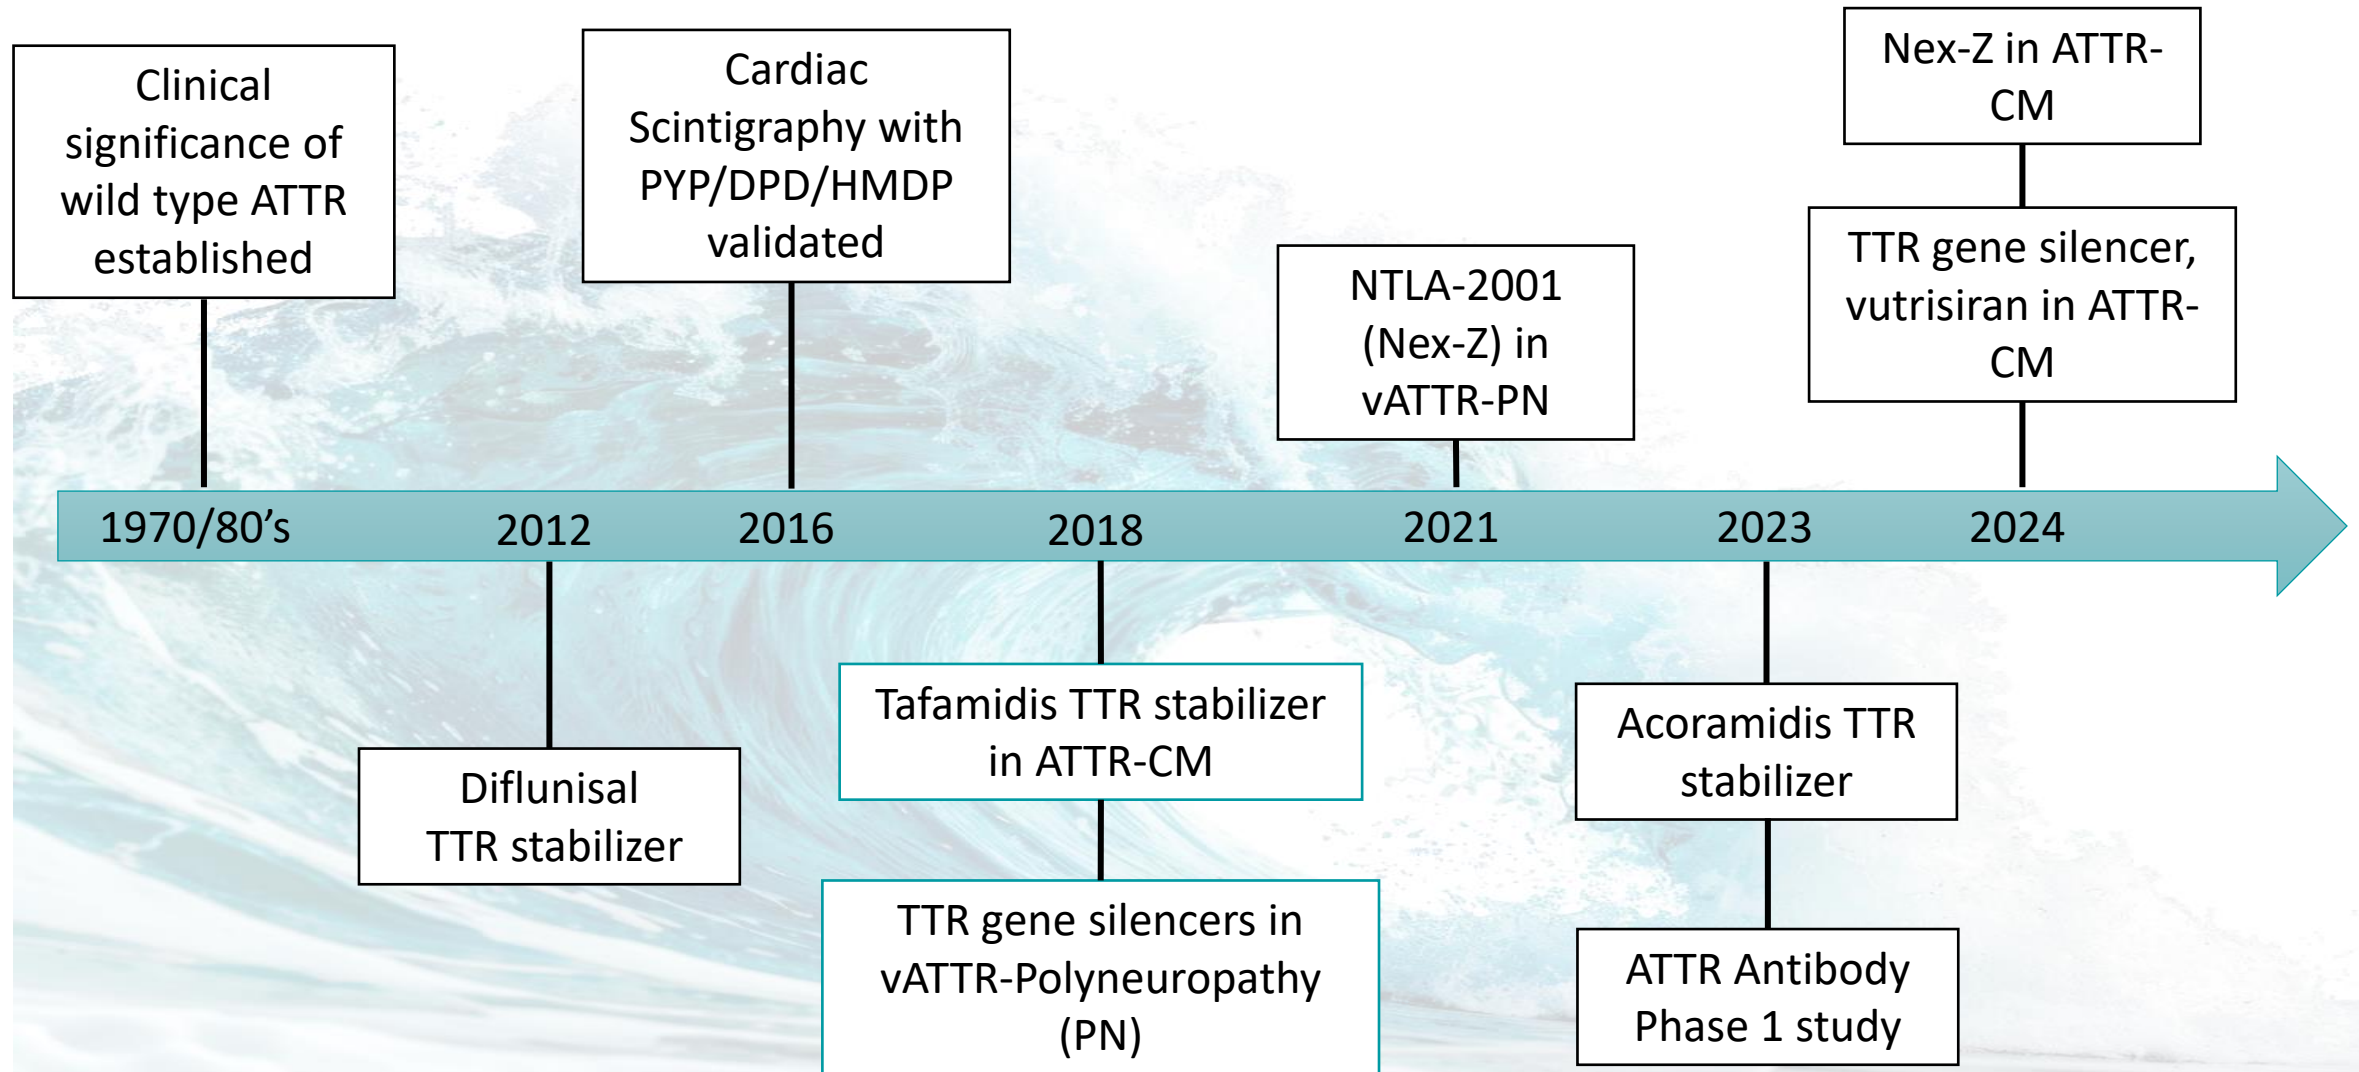 Clinical
significance of
wild type ATTR
established
Cardiac
Scintigraphy with
PYP/DPD/HMDP
validated
NTLA-2001
(Nex-Z) in
vATTR-PN
Nex-Z in ATTR-
CM
TTR gene silencer,
vutrisiran in ATTR-
CM
1970/80’s
2012
2016
2018
2021
2023
2024
Diflunisal
TTR stabilizer
Tafamidis TTR stabilizer
in ATTR-CM
TTR gene silencers in
vATTR-Polyneuropathy
(PN)
Acoramidis TTR
stabilizer
ATTR Antibody
Phase 1 study